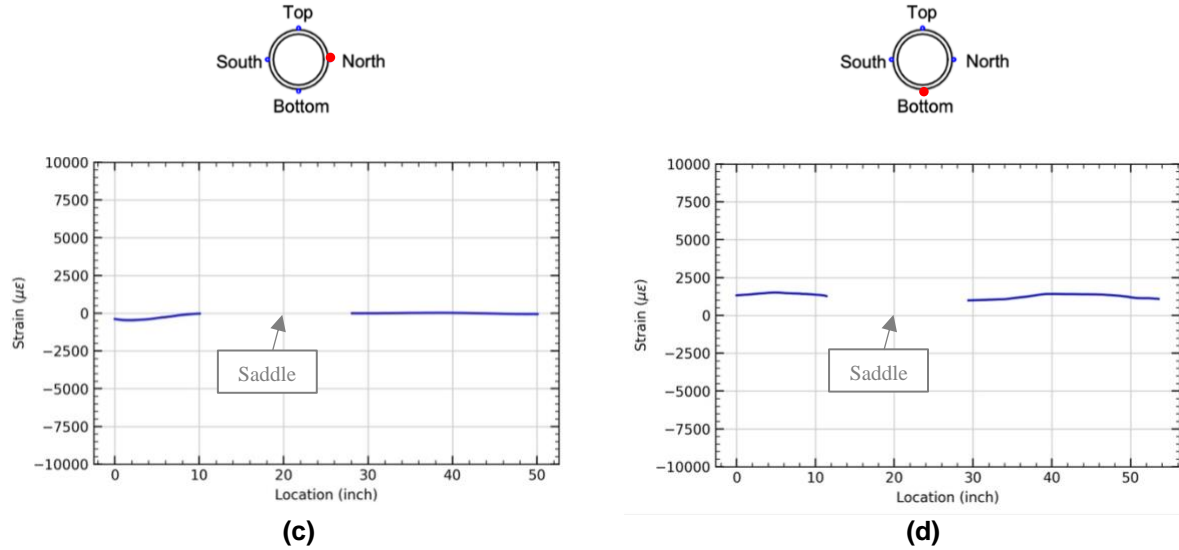 Top
South North
Bottom
10000
7500
5000
2500
0
−2500
−5000
−7500
−10000
Strain (με)
Saddle
0 10 20 30 40 50
Location (inch)
(c)
Top
South North
Bottom
10000
7500
5000
2500
0
−2500
−5000
−7500
−10000
Strain (με)
Saddle
0 10 20 30 40 50
Location (inch)
(d)